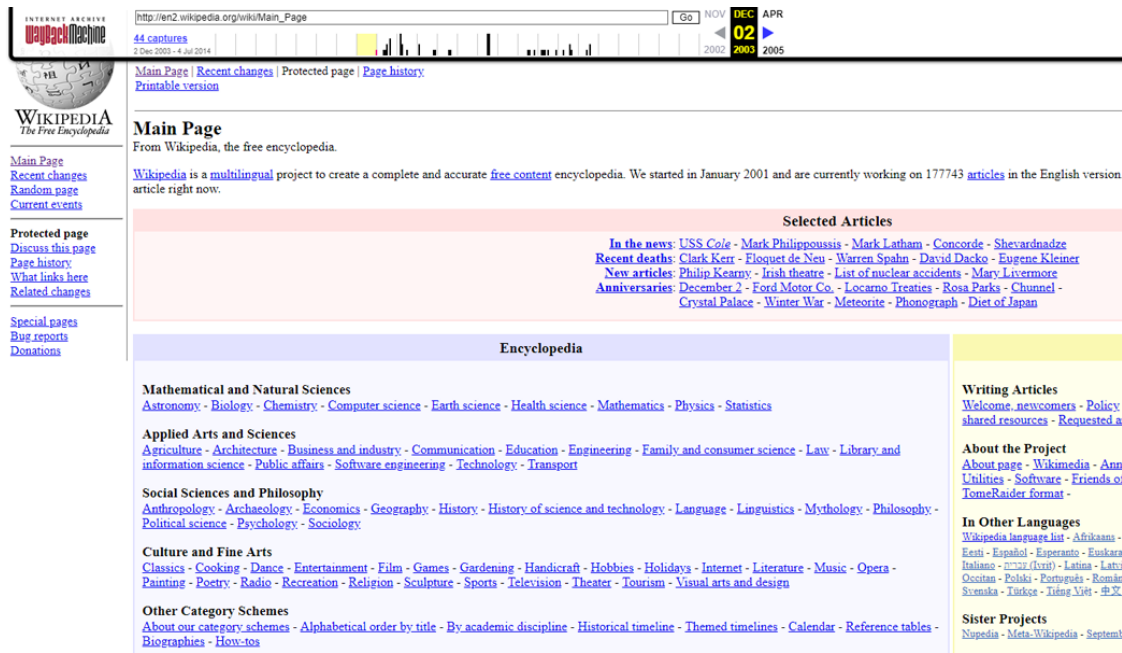 INTERNET ARCHIVE
WayBackMachine
http://en2.wikipedia.org/wiki/Main_Page
Go
NOV DEC APR
44 captures
02
2 Dec 2003 - 4 Jul 2014
2002 2003 2005
Main Page | Recent changes | Protected page | Page history
Printable version
WIKIPEDIA
The Free Encyclopedia
Main Page
Recent changes
Random page
Current events
Protected page
Discuss this page
Page history
What links here
Related changes
Special pages
Bug reports
Donations
Main Page
From Wikipedia, the free encyclopedia.
Wikipedia is a multilingual project to create a complete and accurate free content encyclopedia. We started in January 2001 and are currently working on 177743 articles in the English version
article right now.
Selected Articles
In the news: USS Cole - Mark Philippoussis - Mark Latham - Concorde - Shevardnadze
Recent deaths: Clark Kerr - Floquet de Neu - Warren Spahn - David Dacko - Eugene Kleiner
New articles: Philip Kearny - Irish theatre - List of nuclear accidents - Mary Livermore
Anniversaries: December 2 - Ford Motor Co. - Locarno Treaties - Rosa Parks - Chunnel -
Crystal Palace - Winter War - Meteorite - Phonograph - Diet of Japan
Encyclopedia
Mathematical and Natural Sciences
Astronomy - Biology - Chemistry - Computer science - Earth science - Health science - Mathematics - Physics - Statistics
Applied Arts and Sciences
Agriculture - Architecture - Business and industry - Communication - Education - Engineering - Family and consumer science - Law - Library and
information science - Public affairs - Software engineering - Technology - Transport
Social Sciences and Philosophy
Anthropology - Archaeology - Economics - Geography - History - History of science and technology - Language - Linguistics - Mythology - Philosophy -
Political science - Psychology - Sociology
Culture and Fine Arts
Classics - Cooking - Dance - Entertainment - Film - Games - Gardening - Handicraft - Hobbies - Holidays - Internet - Literature - Music - Opera -
Painting - Poetry - Radio - Recreation - Religion - Sculpture - Sports - Television - Theater - Tourism - Visual arts and design
Other Category Schemes
About our category schemes - Alphabetical order by title - By academic discipline - Historical timeline - Themed timelines - Calendar - Reference tables -
Biographies - How-tos
Writing Articles
Welcome, newcomers - Policy
shared resources - Requested
About the Project
About page - Wikimedia - Ann
Utilities - Software - Friends of
TomeRaider format -
In Other Languages
Wikipedia language list - Afrikaans -
Eesti - Español - Esperanto - Euskara
Italiano - עברית (Ivrit) - Latina - Latvi
Occitan - Polski - Português - Român
Svenska - Türkçe - Tiêng Việt - 中文
Sister Projects
Nupedia - Meta-Wikipedia - Septemb